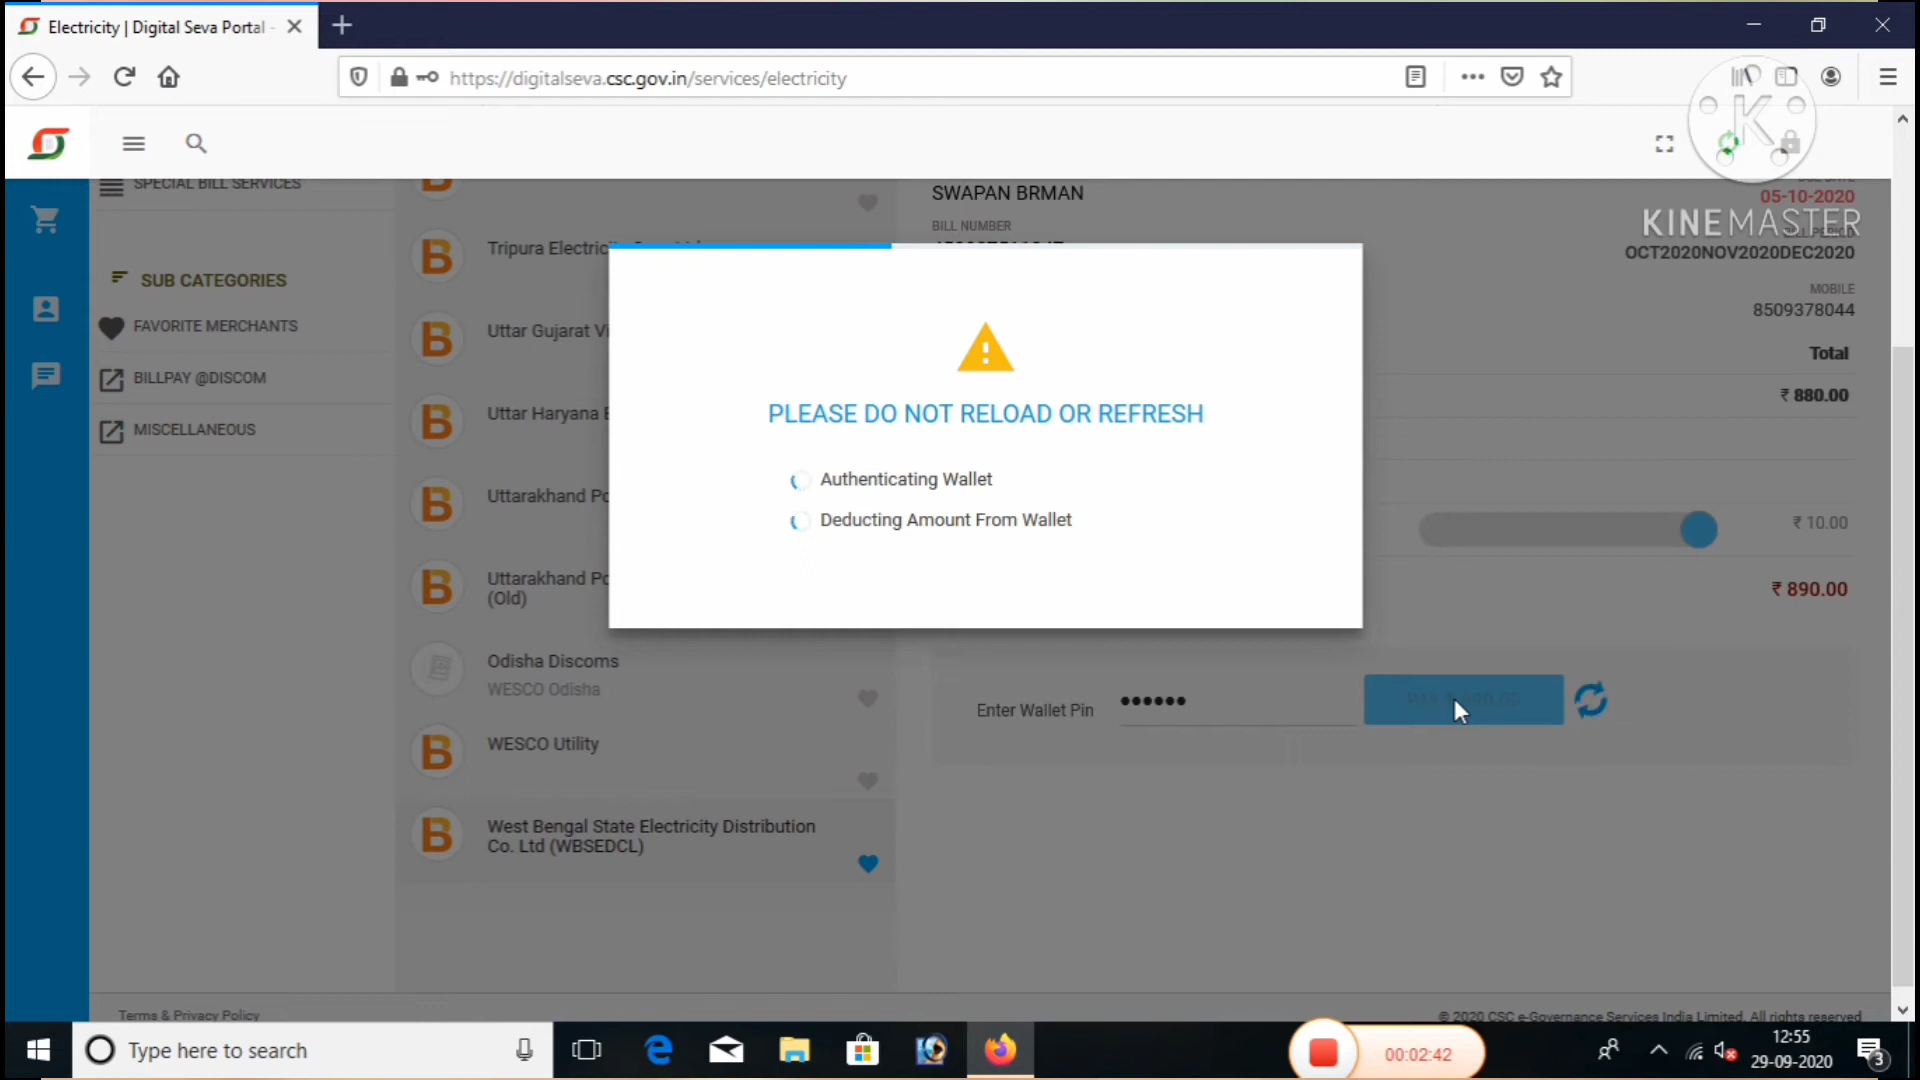 Electricity | Digital Seva Portal -
https://digitalseva.csc.gov.in/services/electricity
K
KINEMASTER
SPECIAL BILL SERVICES
SUB CATEGORIES
FAVORITE MERCHANTS
BILLPAY @DISCOM
MISCELLANEOUS
Tripura Electric
Uttar Gujarat Vi
Uttar Haryana
Uttarakhand Po
Uttarakhand Po
(Old)
Odisha Discoms
WESCO Odisha
WESCO Utility
West Bengal State Electricity Distribution
Co. Ltd (WBSEDCL)
SWAPAN BRMAN
BILL NUMBER
05-10-2020
OCT2020NOV2020DEC2020
MOBILE
8509378044
Total
₹ 880.00
₹ 10.00
₹ 890.00
PLEASE DO NOT RELOAD OR REFRESH
Authenticating Wallet
Deducting Amount From Wallet
Enter Wallet Pin
Terms & Privacy Policy
© 2020 CSC e-Governance Services India Limited. All rights reserved
Type here to search
00:02:42
12:55
29-09-2020
3